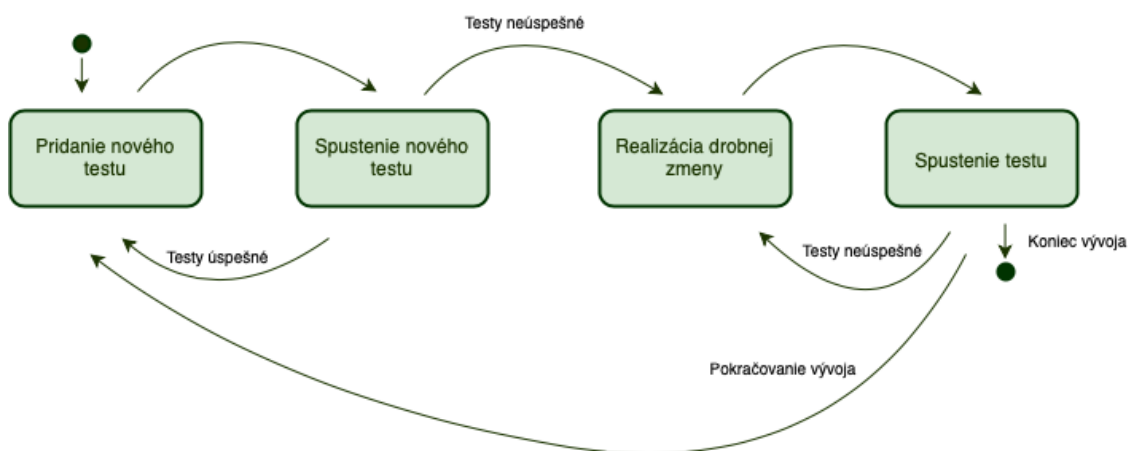 Testy neúspešné
Pridanie nového
testu
Spustenie nového
testu
Realizácia drobnej
zmeny
Spustenie testu
Testy úspešné
Testy neúspešné
Koniec vývoja
Pokračovanie vývoja